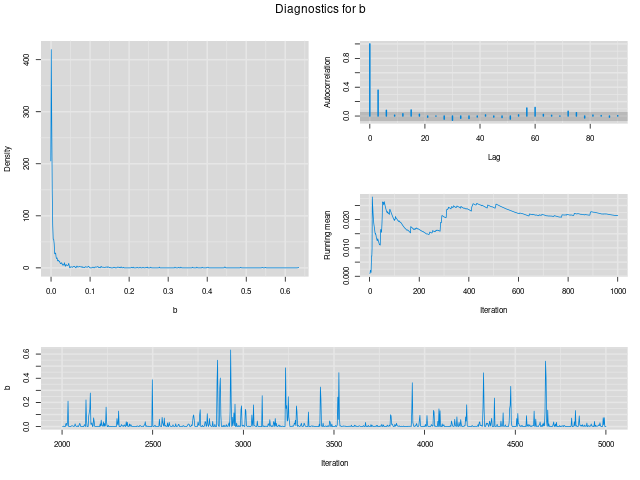 Diagnostics for b
Density
400
300
200
100
0
0.0 0.1 0.2 0.3 0.4 0.5 0.6
b
Autocorrelation
0.8
0.4
0.0
0 20 40 60 80
Lag
Running mean
0.020
0.010
0.000
0 200 400 600 800 1000
Iteration
b
0.6
0.4
0.2
0.0
2000 2500 3000 3500 4000 4500 5000
Iteration